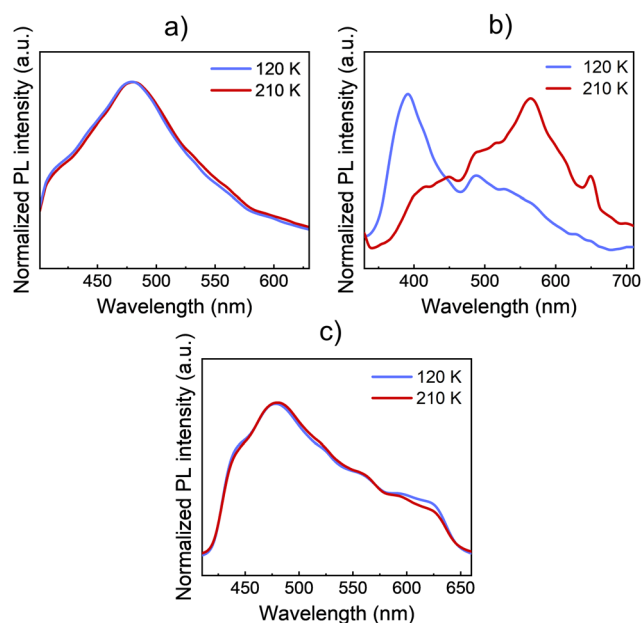 a)
Normalized PL intensity (a.u.)
120 K
210 K
450
500
550
600
Wavelength (nm)
b)
Normalized PL intensity (a.u.)
120 K
210 K
400
500
600
700
Wavelength (nm)
c)
Normalized PL intensity (a.u.)
120 K
210 K
450
500
550
600
650
Wavelength (nm)